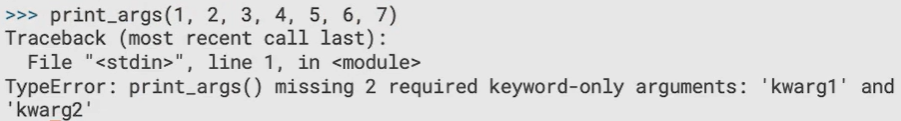 >>> print_args(1, 2, 3, 4, 5, 6, 7)
Traceback (most recent call last):
  File "<stdin>", line 1, in <module>
TypeError: print_args() missing 2 required keyword-only arguments: 'kwarg1' and
'kwarg2'